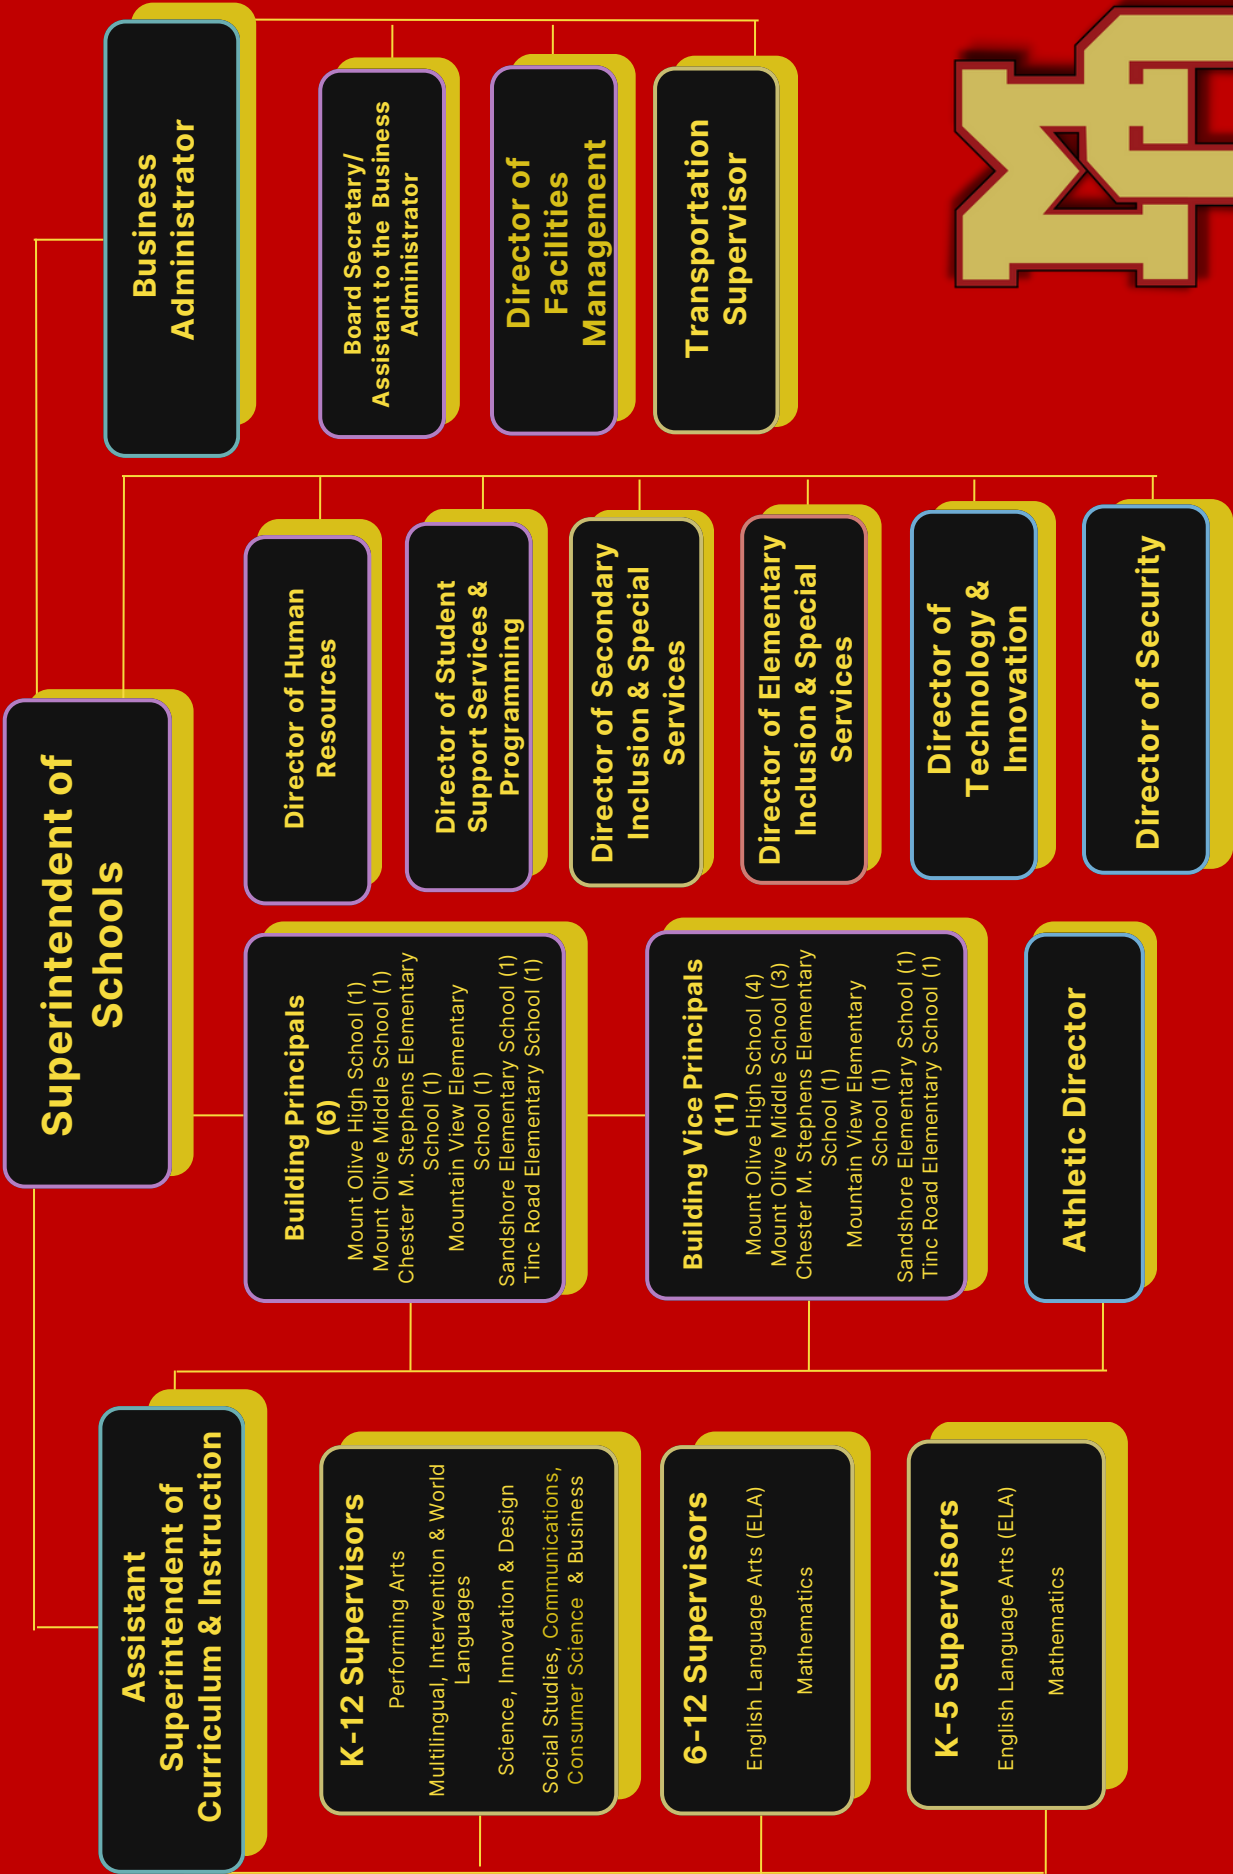 Superintendent of
Schools
Assistant
Superintendent of
Curriculum & Instruction
Business
Administrator
K-12 Supervisors
Performing Arts
Multilingual, Intervention & World
Languages
Science, Innovation & Design
Social Studies, Communications,
Consumer Science & Business
6-12 Supervisors
English Language Arts (ELA)
Mathematics
K-5 Supervisors
English Language Arts (ELA)
Mathematics
Building Principals
(6)
Mount Olive High School (1)
Mount Olive Middle School (1)
Chester M. Stephens Elementary
School (1)
Mountain View Elementary
School (1)
Sandshore Elementary School (1)
Tinc Road Elementary School (1)
Building Vice Principals
(11)
Mount Olive High School (4)
Mount Olive Middle School (3)
Chester M. Stephens Elementary
School (1)
Mountain View Elementary
School (1)
Sandshore Elementary School (1)
Tinc Road Elementary School (1)
Athletic Director
Director of Human
Resources
Director of Student
Support Services &
Programming
Director of Secondary
Inclusion & Special
Services
Director of Elementary
Inclusion & Special
Services
Director of
Technology &
Innovation
Director of Security
Board Secretary/
Assistant to the Business
Administrator
Director of
Facilities
Management
Transportation
Supervisor